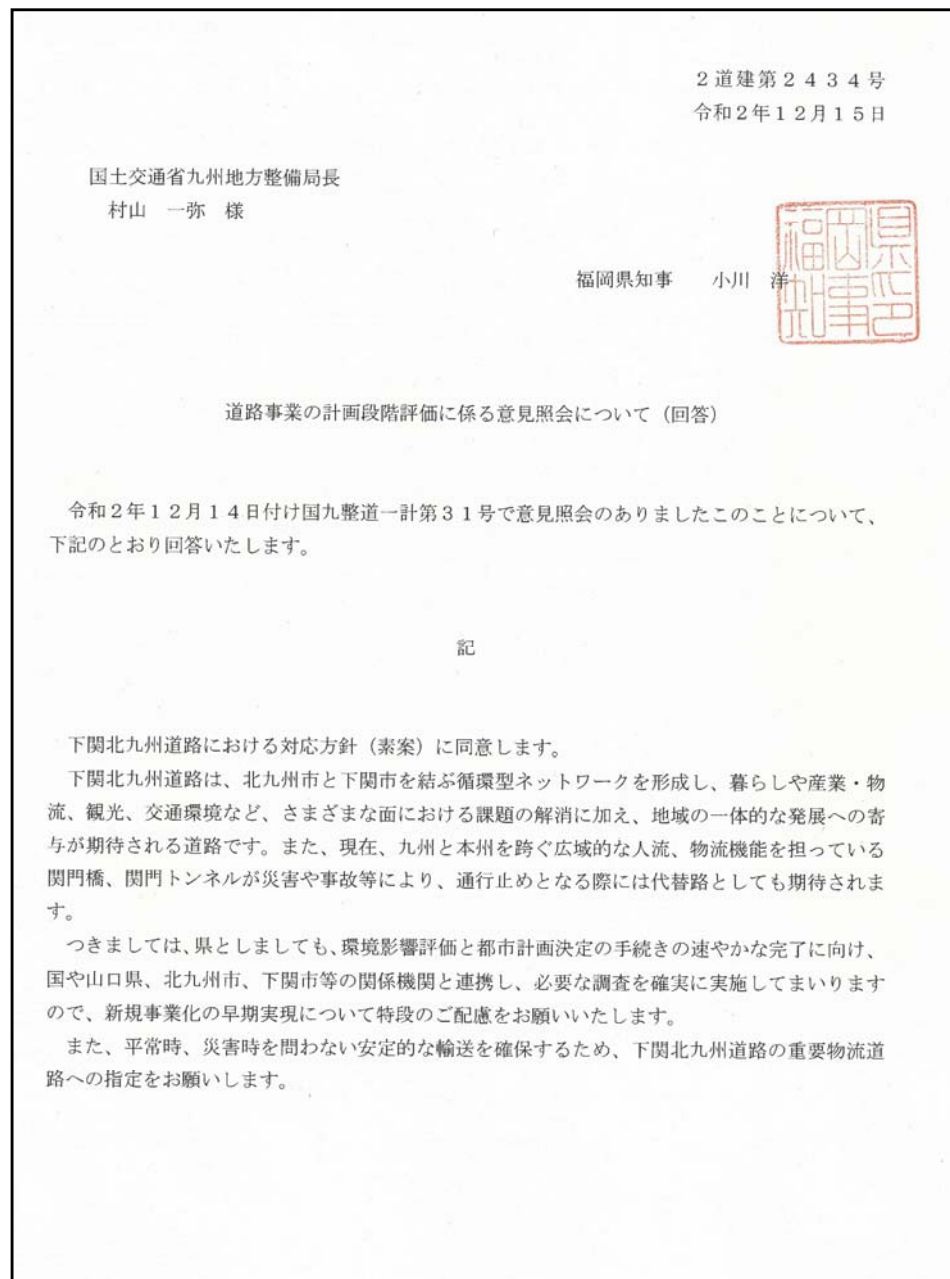 2道建第2434号
令和2年12月15日
国土交通省九州地方整備局長
村山 一弥 様
福岡県知事 小川 洋
福岡県知事之印
道路事業の計画段階評価に係る意見照会について（回答）
令和2年12月14日付け国九整道一計第31号で意見照会のありましたこのことについて、
下記のとおり回答いたします。
記
下関北九州道路における対応方針（素案）に同意します。
下関北九州道路は、北九州市と下関市を結ぶ循環型ネットワークを形成し、暮らしや産業・物
流、観光、交通環境など、さまざまな面における課題の解消に加え、地域の一体的な発展への寄
与が期待される道路です。また、現在、九州と本州を跨ぐ広域的な人流、物流機能を担っている
関門橋、関門トンネルが災害や事故等により、通行止めとなる際には代替路としても期待されま
す。
つきましては、県としましても、環境影響評価と都市計画決定の手続きの速やかな完了に向け、
国や山口県、北九州市、下関市等の関係機関と連携し、必要な調査を確実に実施してまいります
ので、新規事業化の早期実現について特段のご配慮をお願いいたします。
また、平常時、災害時を問わない安定的な輸送を確保するため、下関北九州道路の重要物流道
路への指定をお願いします。